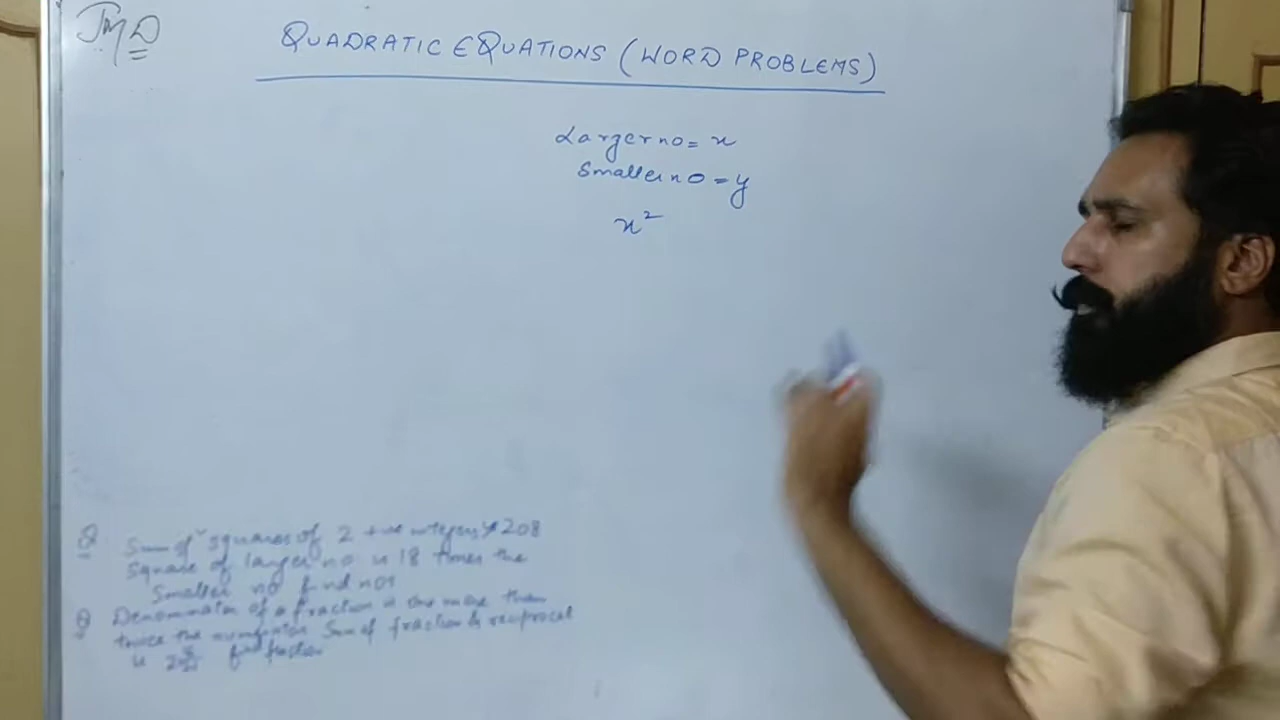 JMD
QUADRATIC EQUATIONS (WORD PROBLEMS)
Larger no = x
Smaller no = y
x²
Q Sum of squares of 2 +ve integers 208
Square of larger no is 18 times the
Smaller no find nos
Q Denominator of a fraction is one more than
twice the numerator Sum of fraction & reciprocal
is find fraction